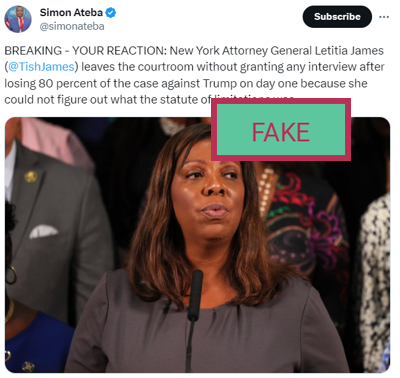 Simon Ateba
@simonateba
Subscribe
BREAKING - YOUR REACTION: New York Attorney General Letitia James
(@TishJames) leaves the courtroom without granting any interview after
losing 80 percent of the case against Trump on day one because she
could not figure out what the statute of limitations was.
FAKE